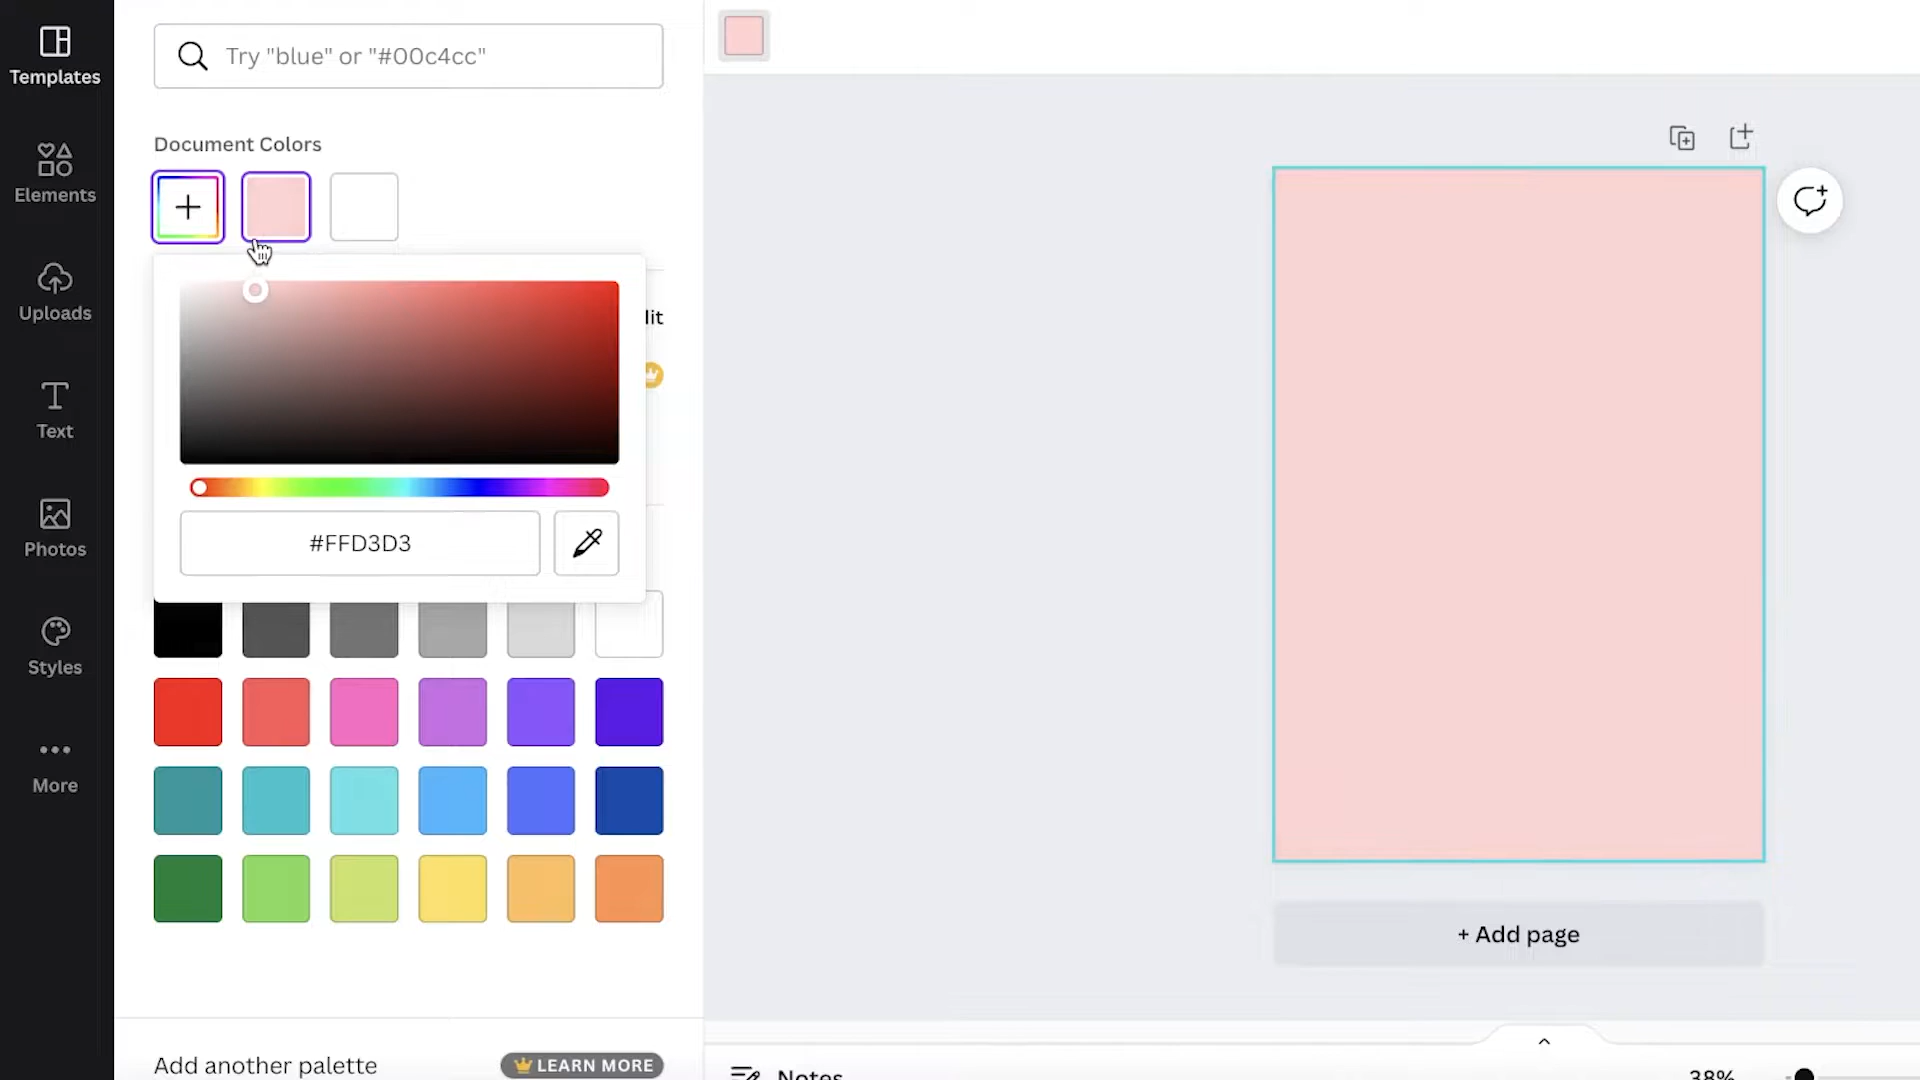 Templates
Elements
Uploads
Text
Photos
Styles
More
Try "blue" or "#00c4cc"
Document Colors
#FFD3D3
Add another palette
LEARN MORE
+ Add page
Notes
38%